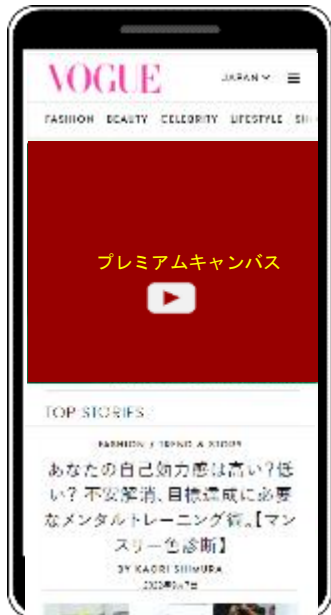 VOGUE
JAPAN
FASHION BEAUTY CELEBRITY LIFESTYLE
プレミアムキャンバス
TOP STORIES
FASHION / TREND & STORY
あなたの自己効力感は高い?低
い? 不安解消、目標達成に必要
なメンタルトレーニング術。【マン
スリー色診断】
BY KAORI SHIMURA